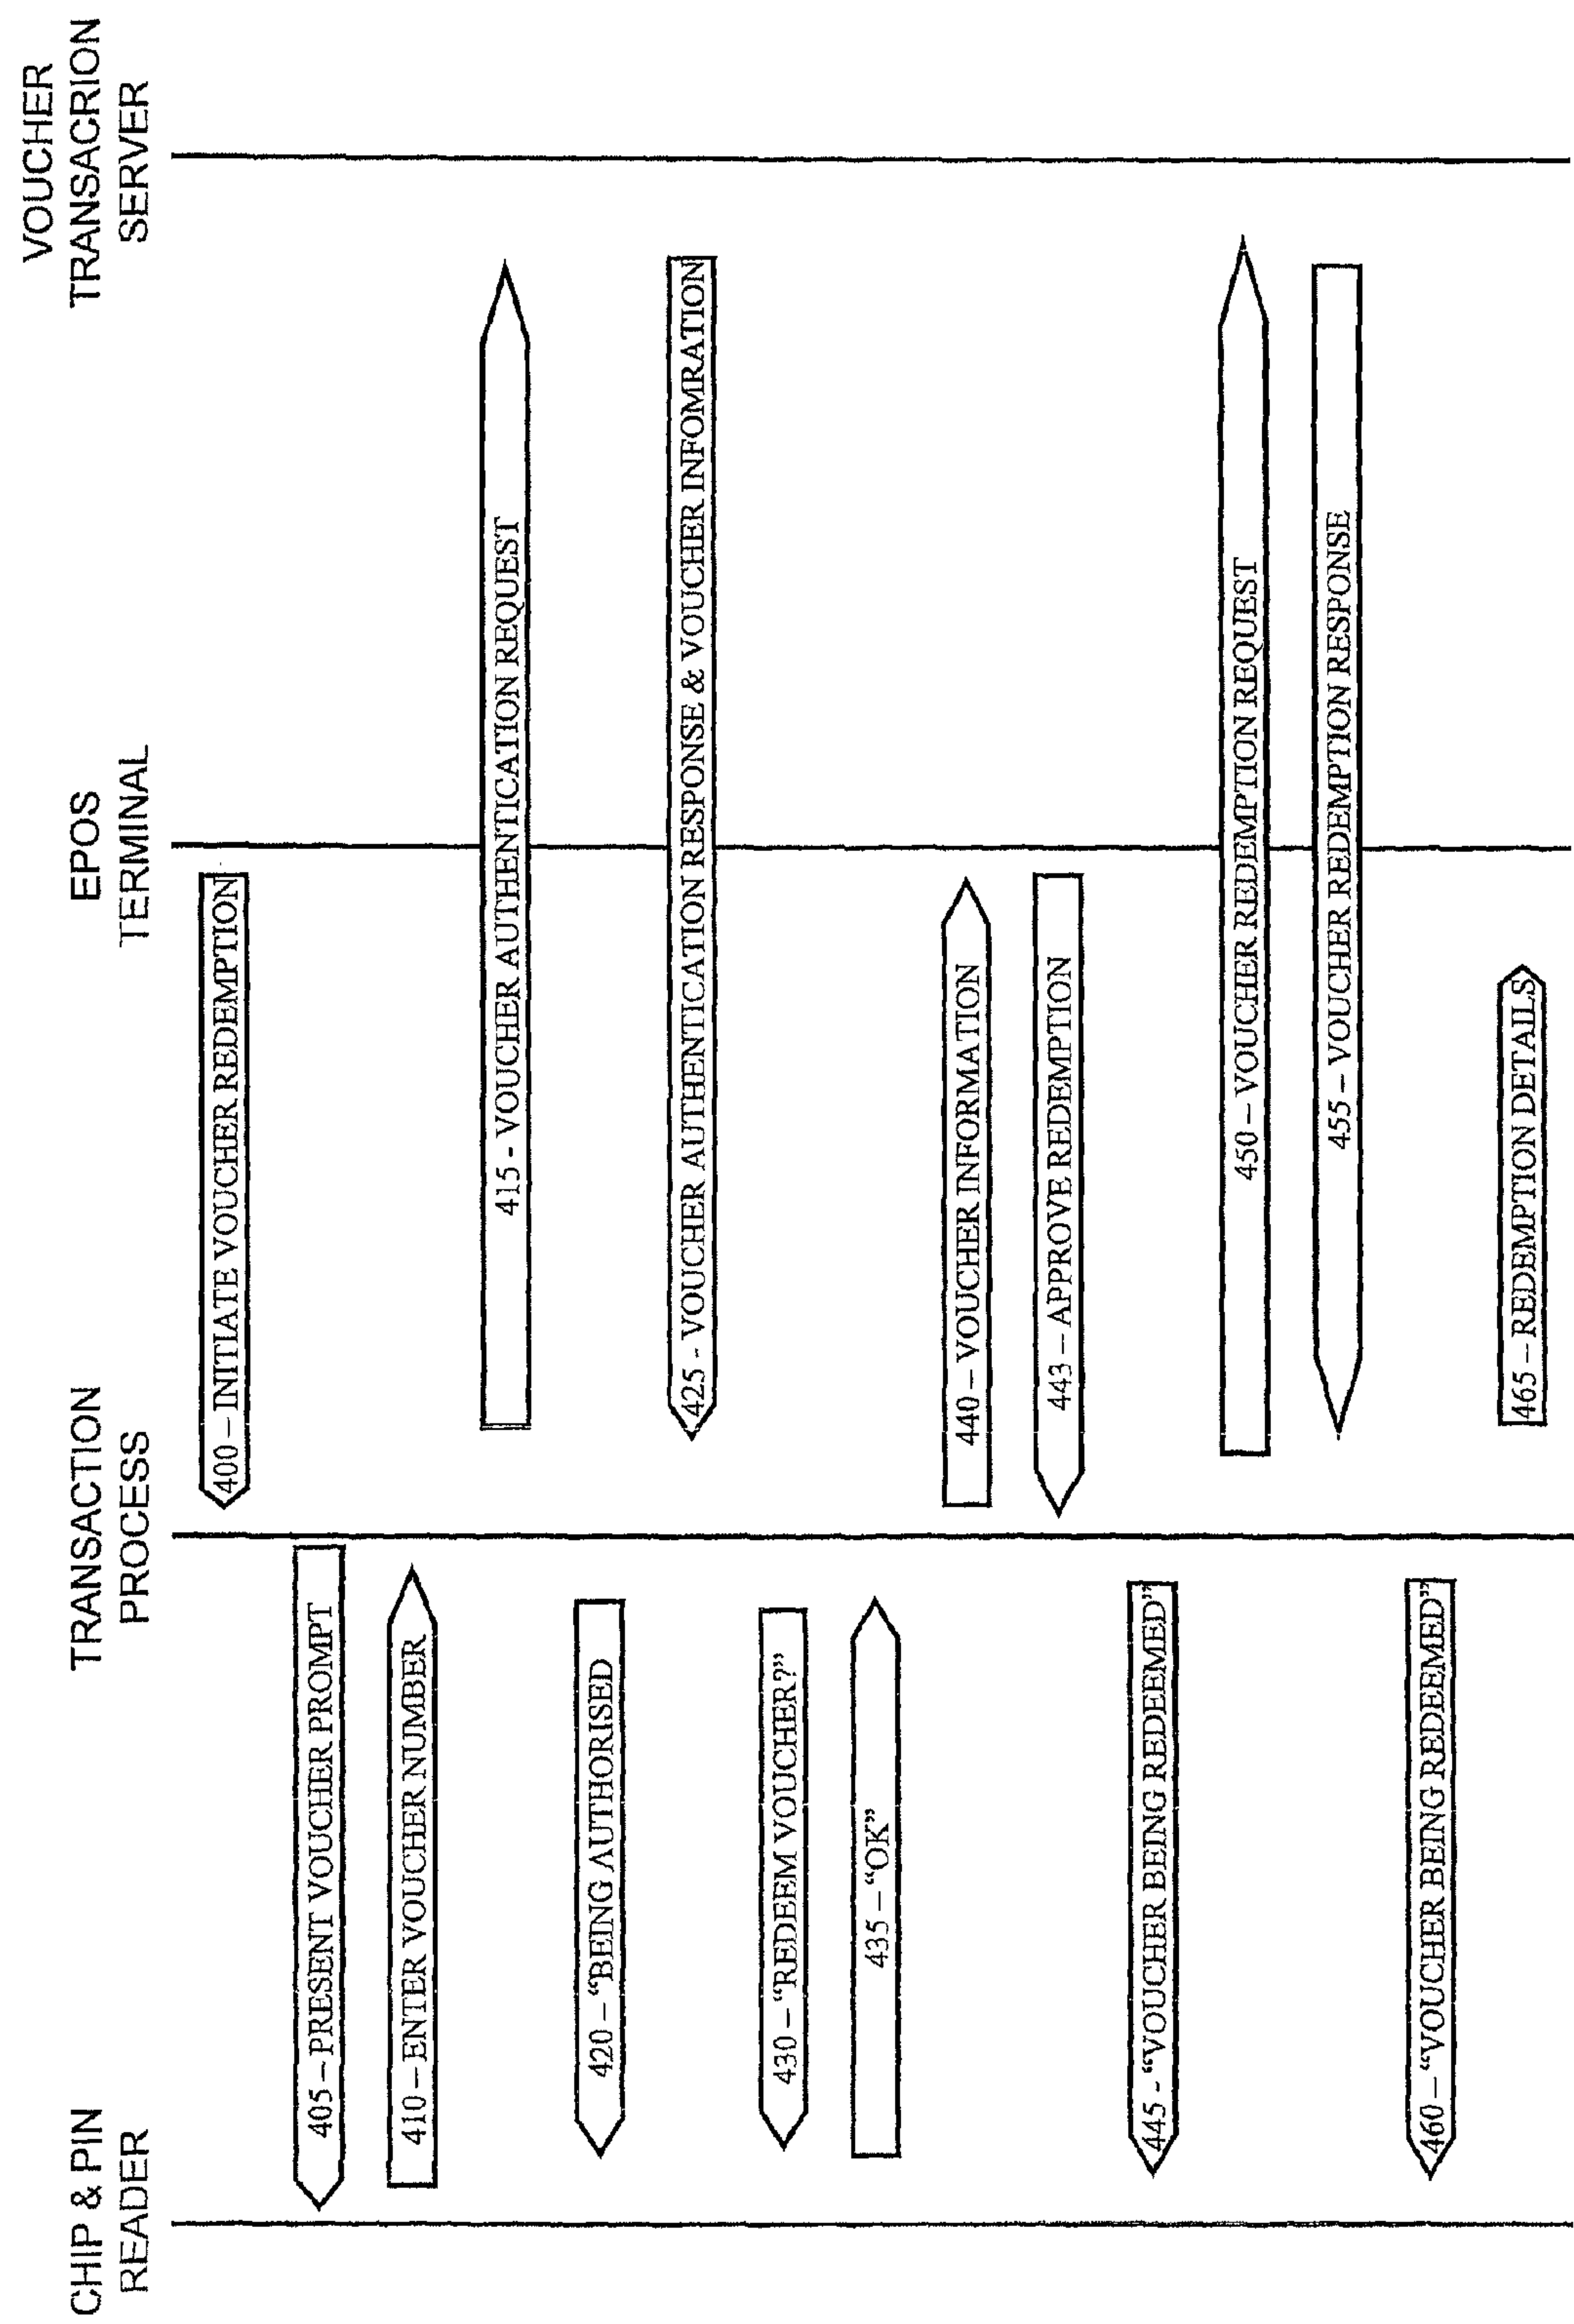 CHIP & PIN
READER
TRANSACTION
PROCESS
EPOS
TERMINAL
VOUCHER
TRANSACRION
SERVER
400 – INITIATE VOUCHER REDEMPTION
405 – PRESENT VOUCHER PROMPT
410 – ENTER VOUCHER NUMBER
415 - VOUCHER AUTHENTICATION REQUEST
420 – “BEING AUTHORISED
425 - VOUCHER AUTHENTICATION RESPONSE & VOUCHER INFOMRATION
430 – “REDEEM VOUCHER?”
435 – “OK”
440 – VOUCHER INFORMATION
443 – APPROVE REDEMPTION
445 - “VOUCHER BEING REDEEMED”
450 – VOUCHER REDEMPTION REQUEST
455 – VOUCHER REDEMPTION RESPONSE
460 – “VOUCHER BEING REDEEMED”
465 – REDEMPTION DETAILS